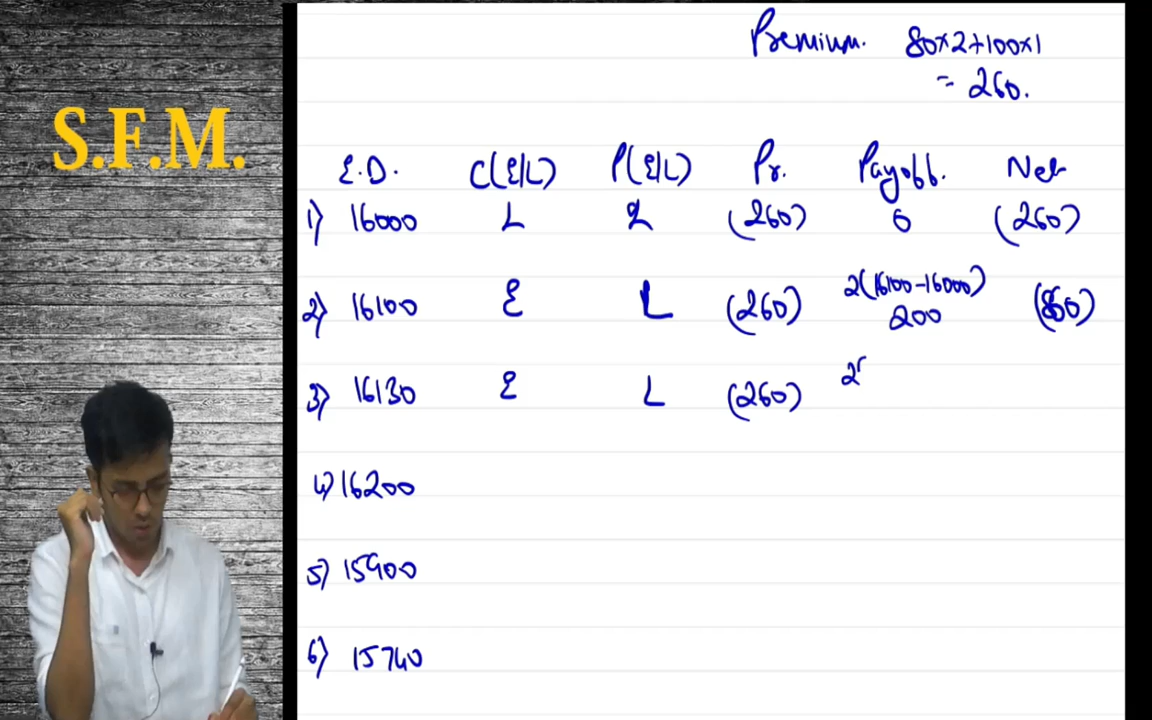 S.F.M.
Premium. 80×2+100×1
= 260.
E.D. C(E/L) P(E/L) Pr. Payoff. Net
1) 16000 L L (260) 0 (260)
2) 16100 E L (260) 2(16100-16000) 200 (60)
3) 16130 E L (260) 2(
4) 16200
5) 15900
6) 15740